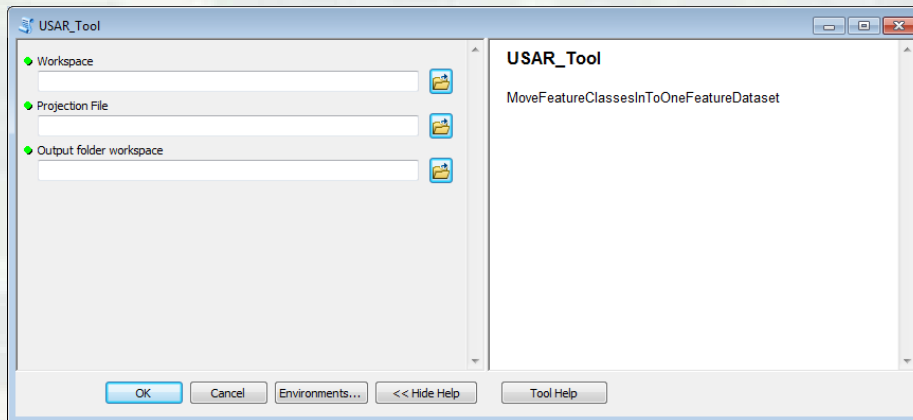 USAR_Tool
Workspace
Projection File
Output folder workspace
USAR_Tool
MoveFeatureClassesInToOneFeatureDataset
OK Cancel Environments... << Hide Help Tool Help